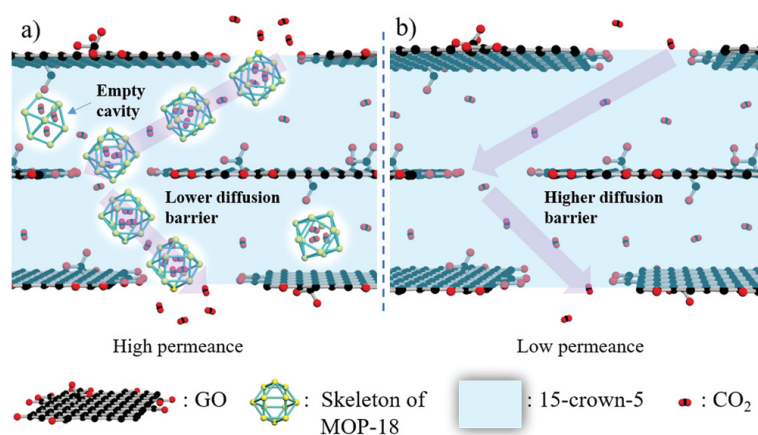 a)
Empty
cavity
Lower diffusion
barrier
b)
Higher diffusion
barrier
High permeance
Low permeance
: GO
: Skeleton of
MOP-18
: 15-crown-5
: CO₂